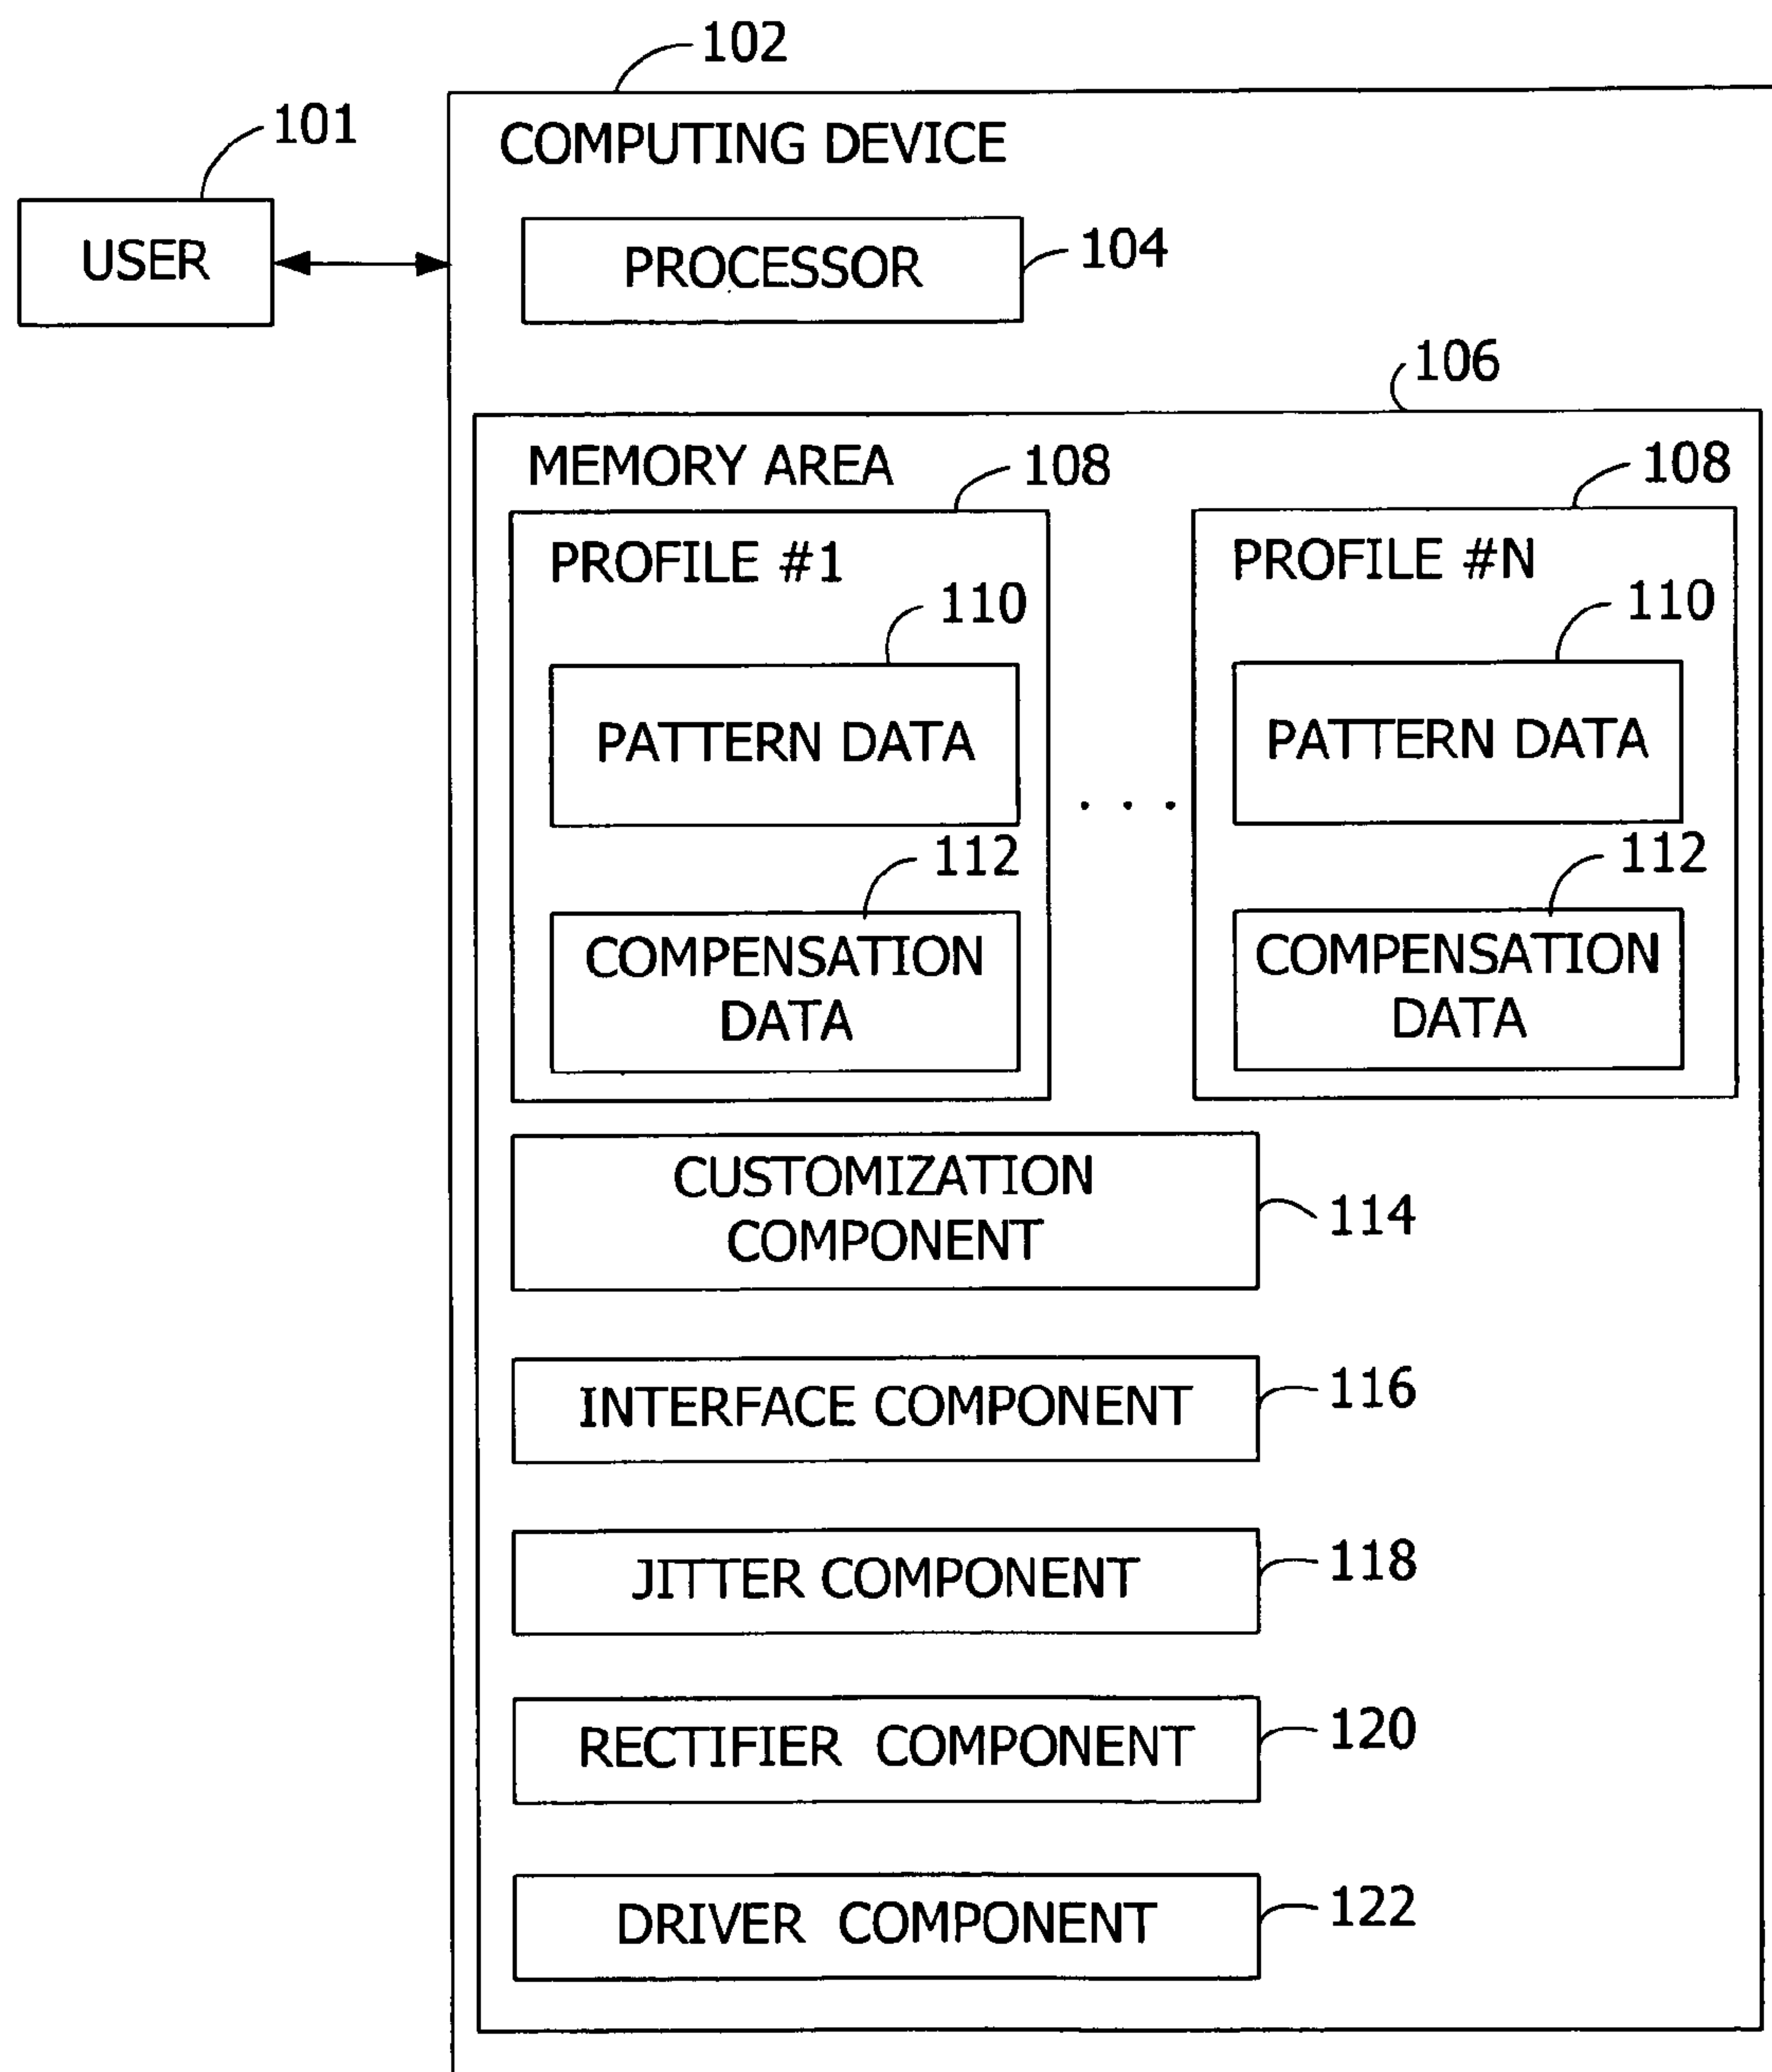 102
101
COMPUTING DEVICE
USER
PROCESSOR
104
106
MEMORY AREA
108
108
PROFILE #1
PROFILE #N
110
110
PATTERN DATA
PATTERN DATA
. . .
112
112
COMPENSATION
DATA
COMPENSATION
DATA
CUSTOMIZATION
COMPONENT
114
INTERFACE COMPONENT
116
JITTER COMPONENT
118
RECTIFIER COMPONENT
120
DRIVER COMPONENT
122